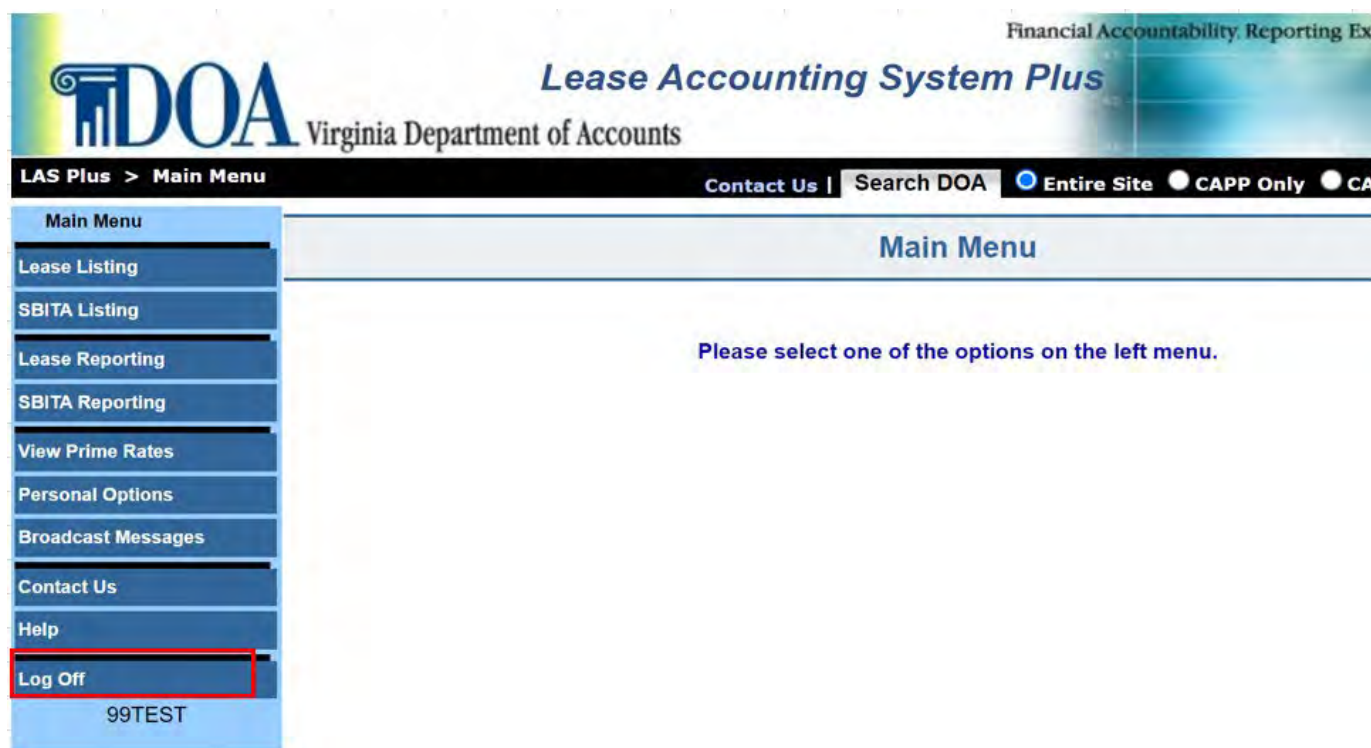 Financial Accountability. Reporting Ex
Lease Accounting System Plus
DOA Virginia Department of Accounts
LAS Plus > Main Menu
Contact Us | Search DOA Entire Site CAPP Only CA
Main Menu
Lease Listing
SBITA Listing
Lease Reporting
SBITA Reporting
View Prime Rates
Personal Options
Broadcast Messages
Contact Us
Help
Log Off
99TEST
Main Menu
Please select one of the options on the left menu.